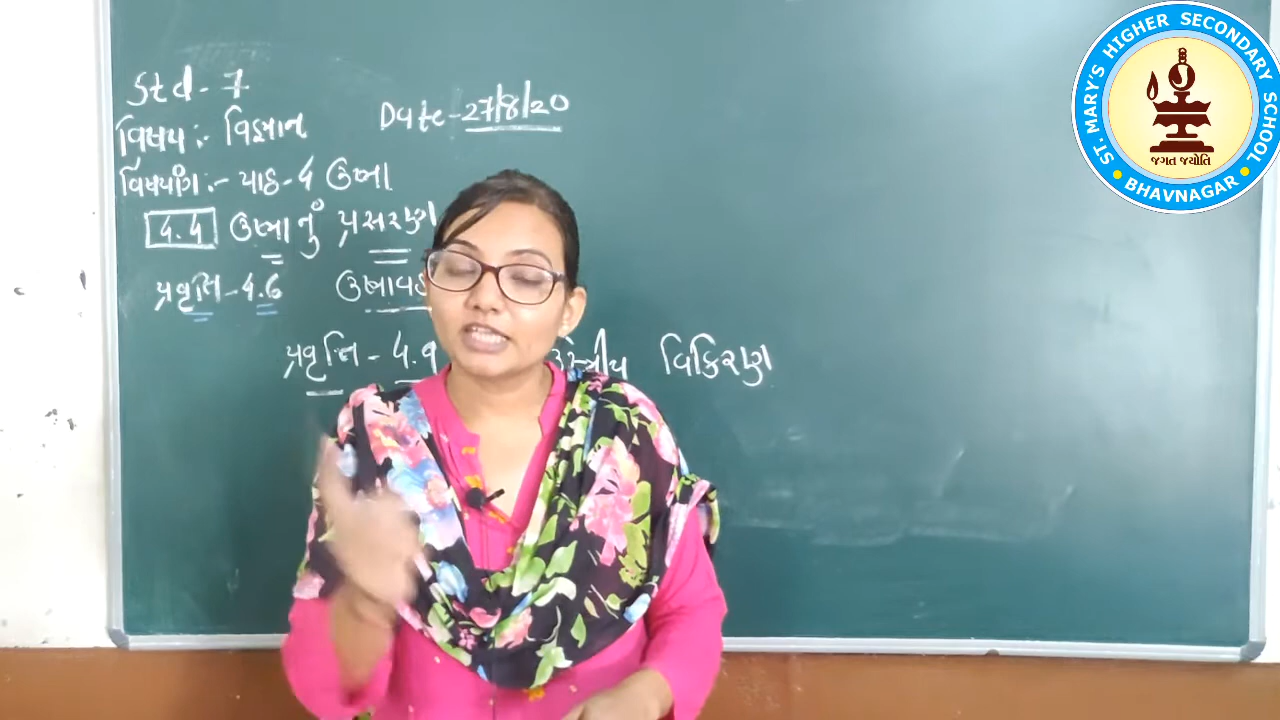 Std - 7
Date - 27/8/20
વિષય :- વિજ્ઞાન
વિષયાંગ :- પાઠ - 4 ઉષ્મા
4.4 ઉષ્માનું પ્રસરણ
પ્રવૃત્તિ - 4.6
પ્રવૃત્તિ - 4.9 વિકિરણ
ST. MARY'S HIGHER SECONDARY SCHOOL
જગત જ્યોતિ
BHAVNAGAR